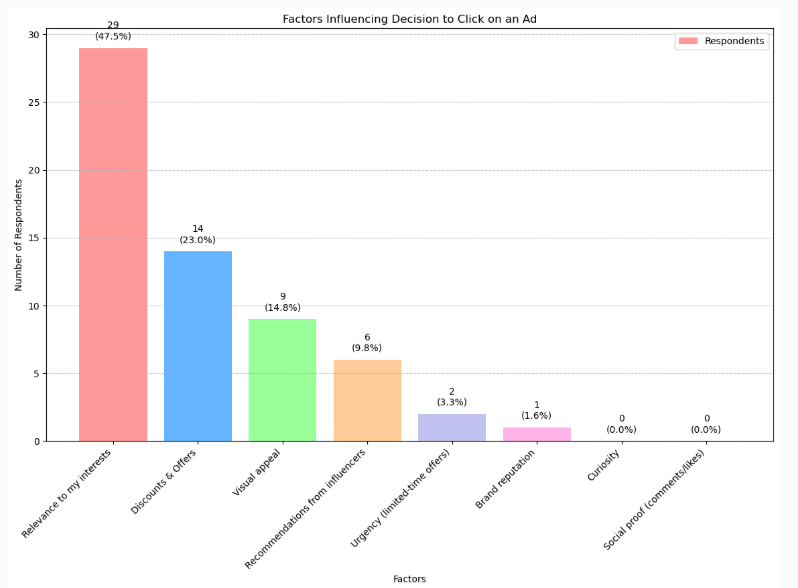 Factors Influencing Decision to Click on an Ad
Respondents
Number of Respondents
30
25
20
15
10
5
0
29
(47.5%)
14
(23.0%)
9
(14.8%)
6
(9.8%)
2
(3.3%)
1
(1.6%)
0
(0.0%)
0
(0.0%)
Relevance to my interests
Discounts & Offers
Visual appeal
Recommendations from influencers
Urgency (limited-time offers)
Brand reputation
Curiosity
Social proof (comments/likes)
Factors